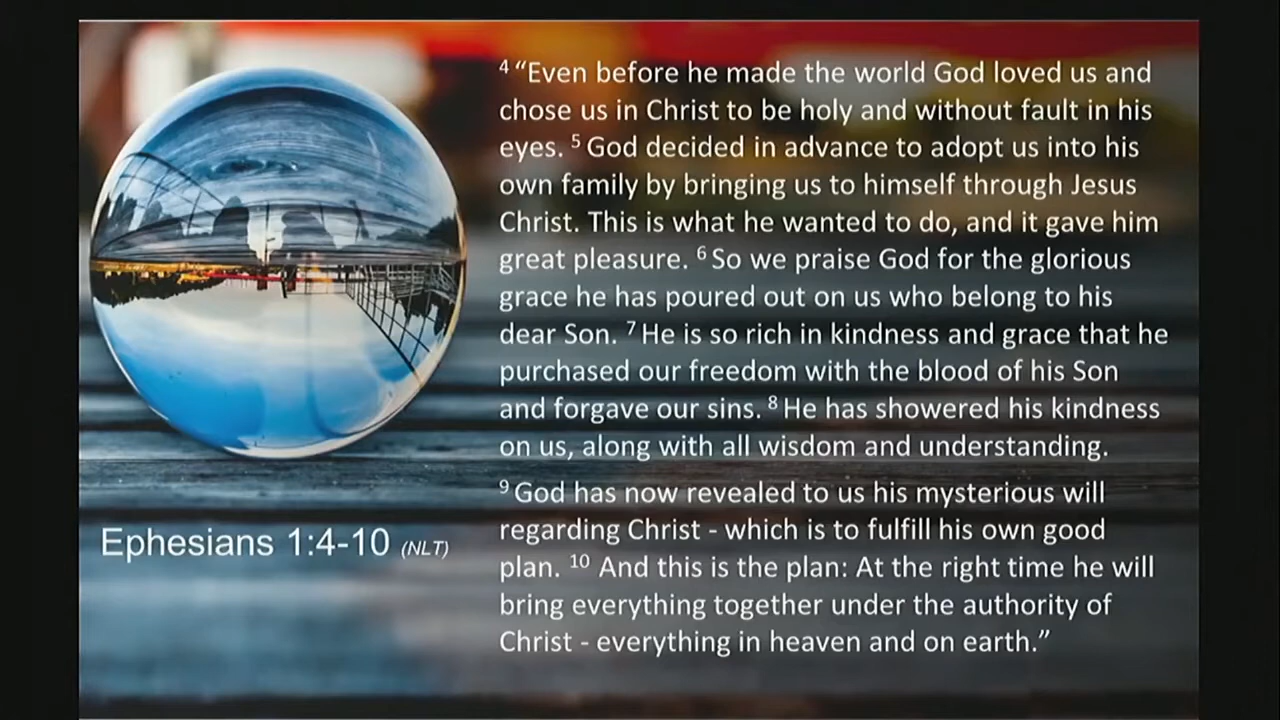 ⁴ “Even before he made the world God loved us and
chose us in Christ to be holy and without fault in his
eyes. ⁵ God decided in advance to adopt us into his
own family by bringing us to himself through Jesus
Christ. This is what he wanted to do, and it gave him
great pleasure. ⁶ So we praise God for the glorious
grace he has poured out on us who belong to his
dear Son. ⁷ He is so rich in kindness and grace that he
purchased our freedom with the blood of his Son
and forgave our sins. ⁸ He has showered his kindness
on us, along with all wisdom and understanding.
⁹ God has now revealed to us his mysterious will
regarding Christ - which is to fulfill his own good
plan. ¹⁰ And this is the plan: At the right time he will
bring everything together under the authority of
Christ - everything in heaven and on earth.”
Ephesians 1:4-10 (NLT)